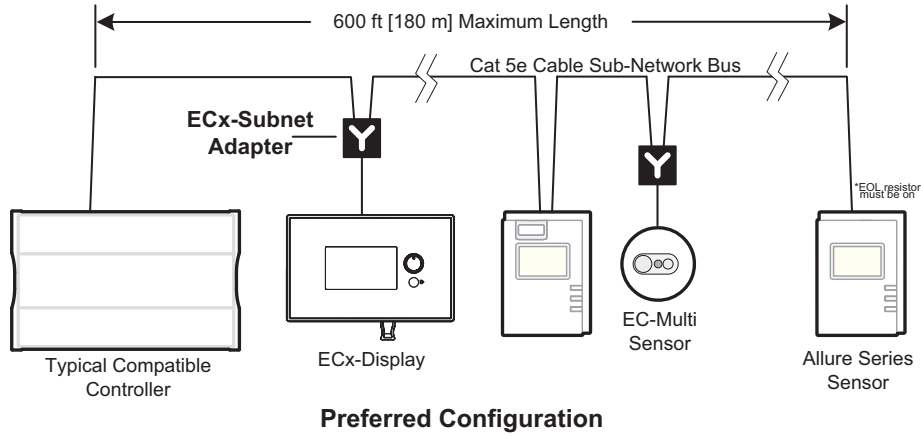 600 ft [180 m] Maximum Length
Cat 5e Cable Sub-Network Bus
ECx-Subnet
Adapter
*EOL resistor
must be on
Typical Compatible
Controller
ECx-Display
EC-Multi
Sensor
Allure Series
Sensor
Preferred Configuration